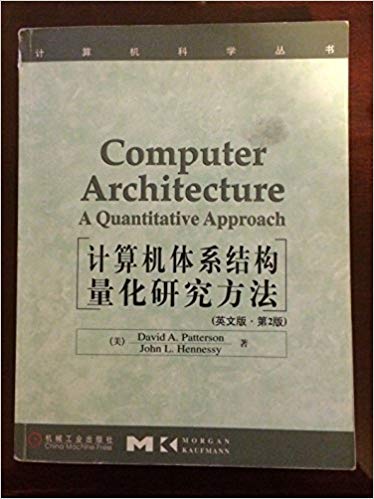 计算机科学丛书
Computer
Architecture
A Quantitative Approach
计算机体系结构
量化研究方法
(英文版·第2版)
(美) David A. Patterson
John L. Hennessy 著
机械工业出版社
China Machine Press
MK
MORGAN
KAUFMANN